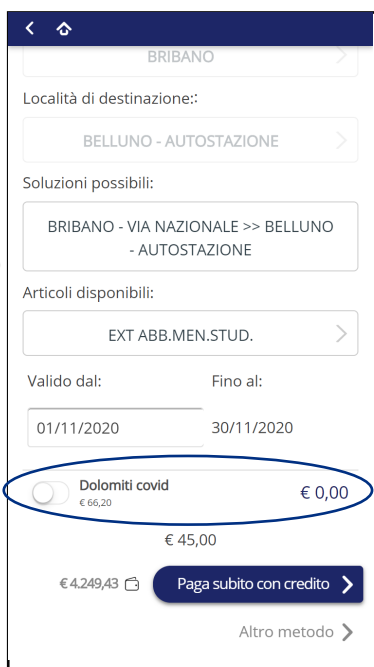 BRIBANO
Località di destinazione::
BELLUNO - AUTOSTAZIONE
Soluzioni possibili:
BRIBANO - VIA NAZIONALE >> BELLUNO
- AUTOSTAZIONE
Articoli disponibili:
EXT ABB.MEN.STUD.
Valido dal: Fino al:
01/11/2020 30/11/2020
Dolomiti covid € 0,00
€ 66,20
€ 45,00
€ 4.249,43 Paga subito con credito
Altro metodo